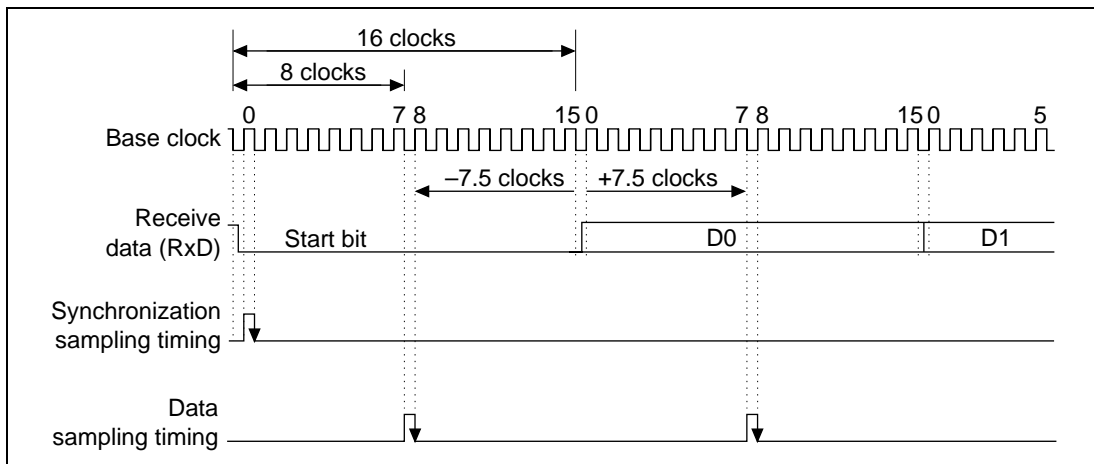 16 clocks
8 clocks
0 7 8 15 0 7 8 15 0 5
Base clock
–7.5 clocks +7.5 clocks
Receive
data (RxD)
Start bit D0 D1
Synchronization
sampling timing
Data
sampling timing